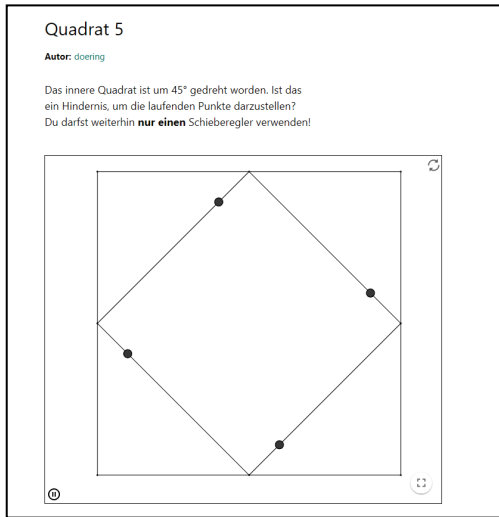 Quadrat 5
Autor: doering
Das innere Quadrat ist um 45° gedreht worden. Ist das
ein Hindernis, um die laufenden Punkte darzustellen?
Du darfst weiterhin nur einen Schieberegler verwenden!